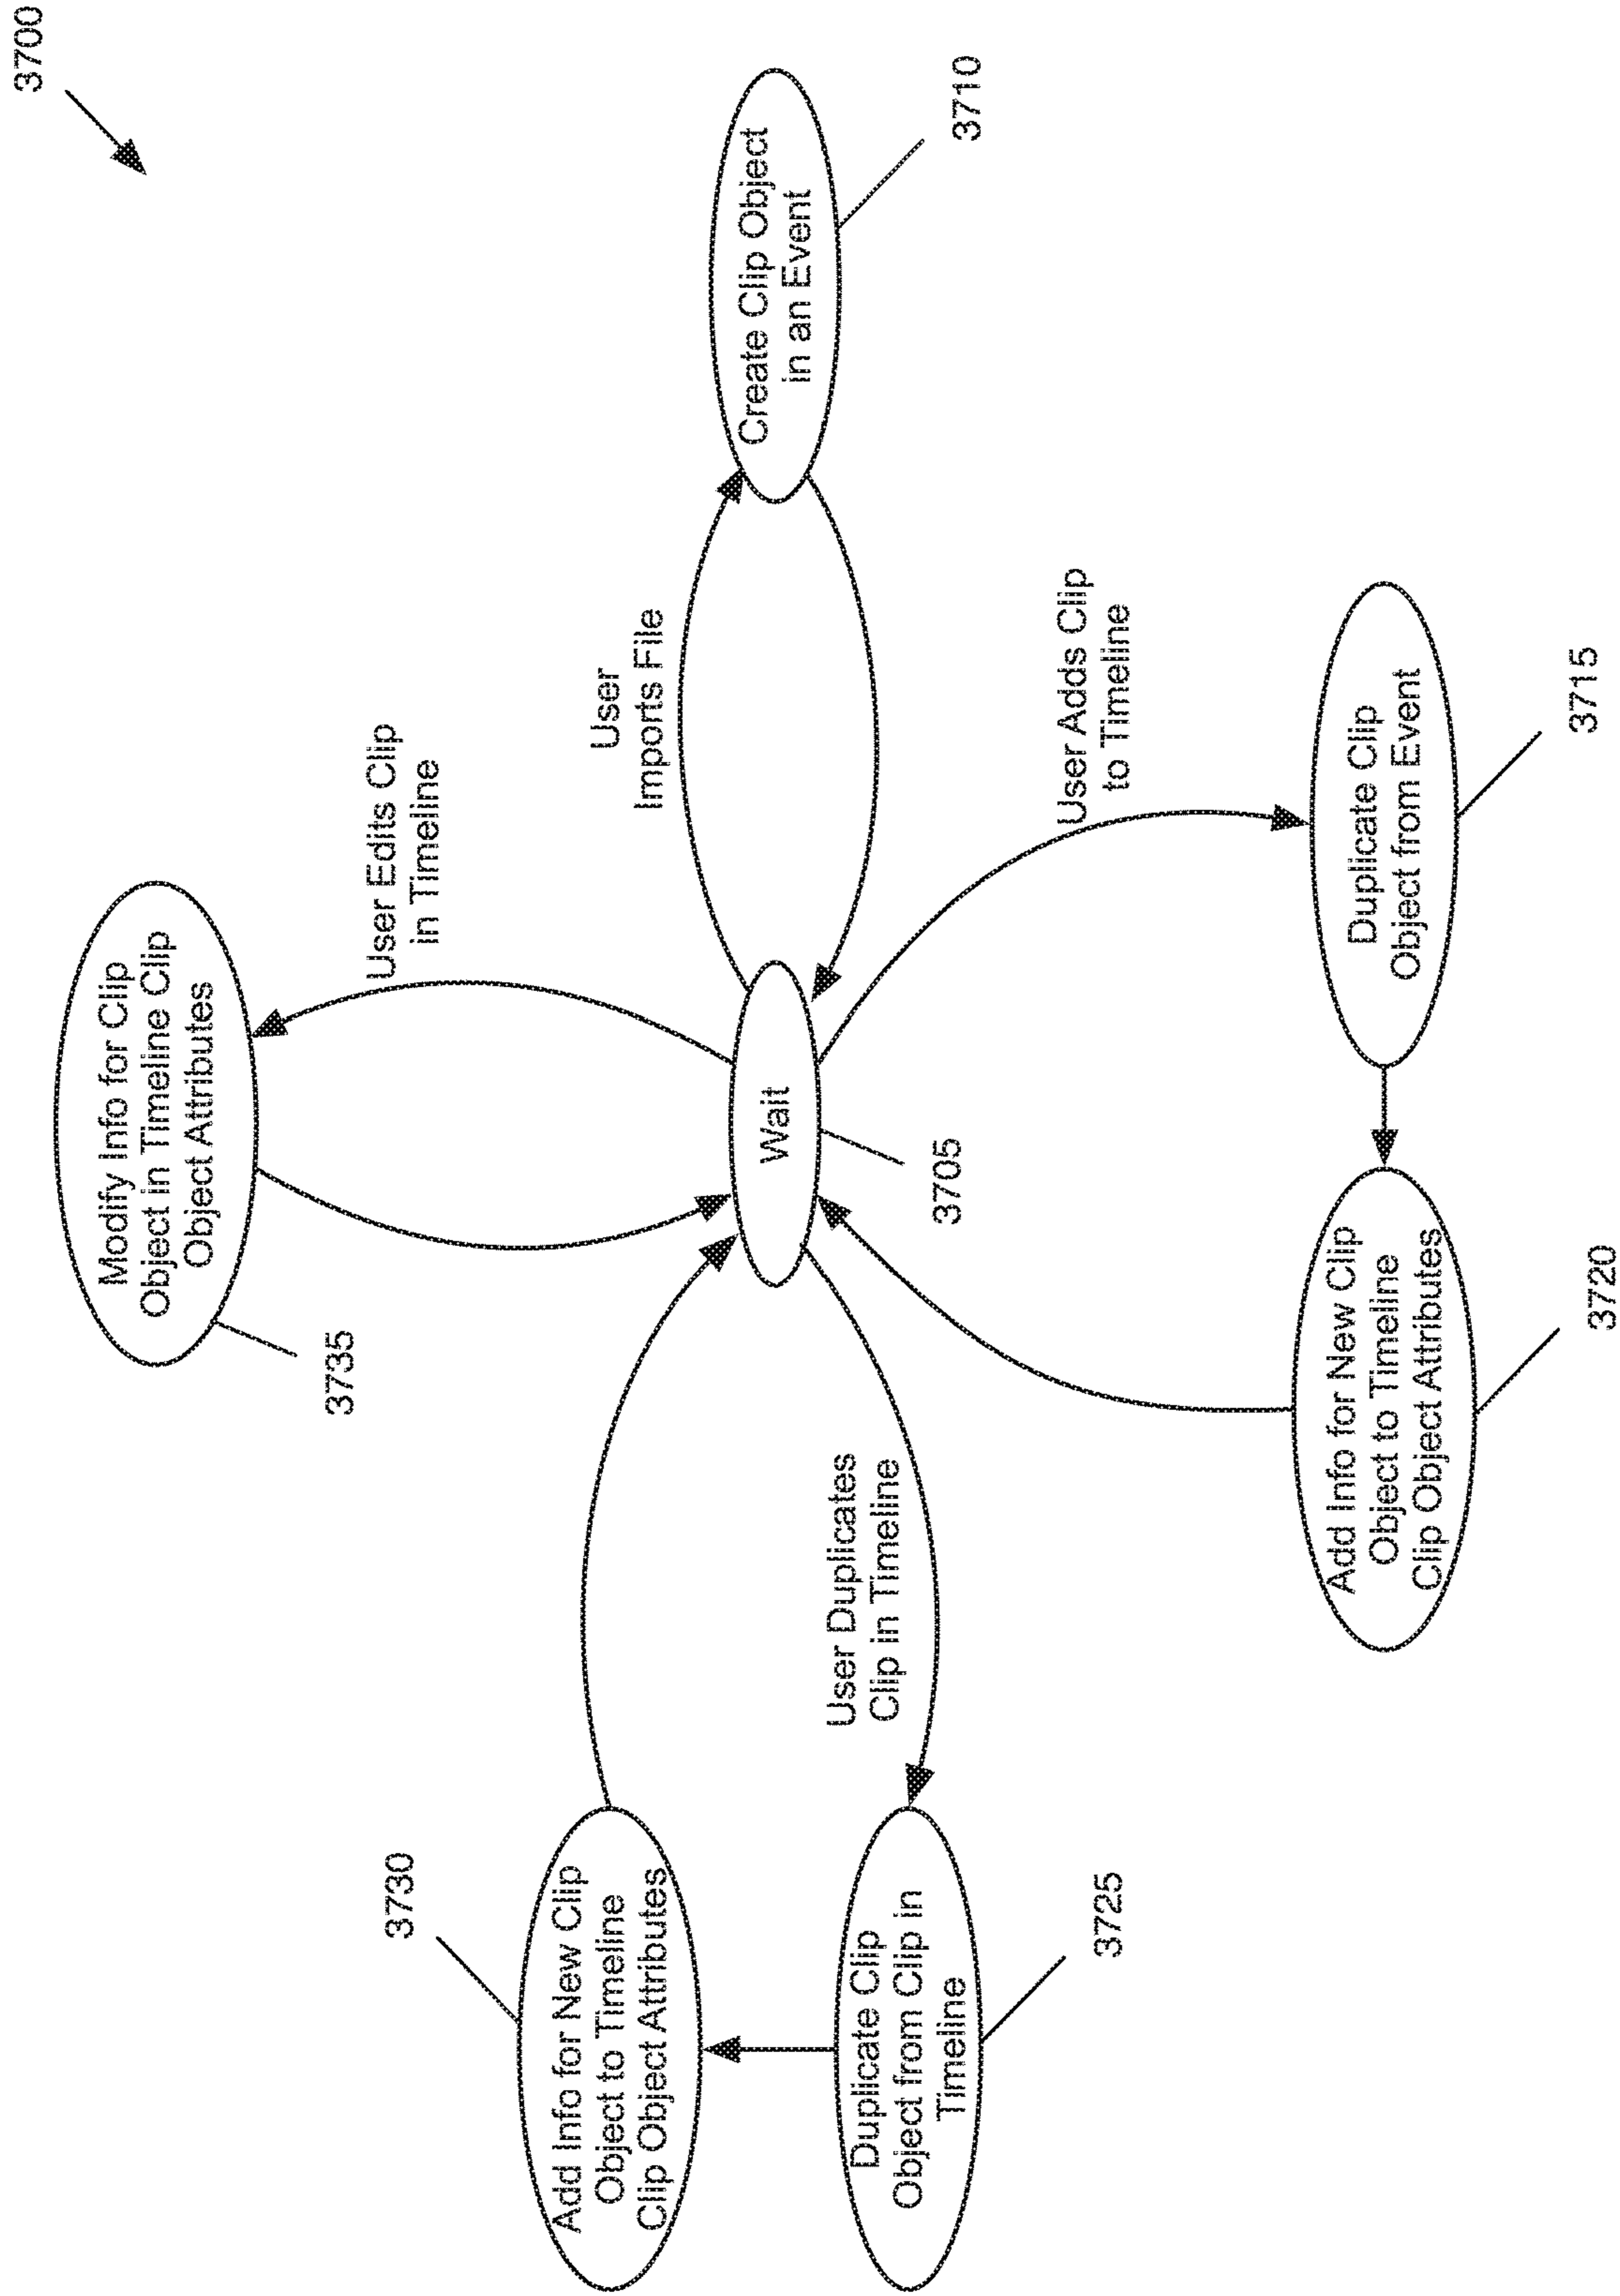 3700
Modify Info for Clip
Object in Timeline Clip
Object Attributes
3735
User Edits Clip
in Timeline
3730
Add Info for New Clip
Object to Timeline
Clip Object Attributes
User
Imports File
Create Clip Object
in an Event
3710
Wait
3705
User Duplicates
Clip in Timeline
Duplicate Clip
Object from Clip in
Timeline
3725
User Adds Clip
to Timeline
Add Info for New Clip
Object to Timeline
Clip Object Attributes
3720
Duplicate Clip
Object from Event
3715